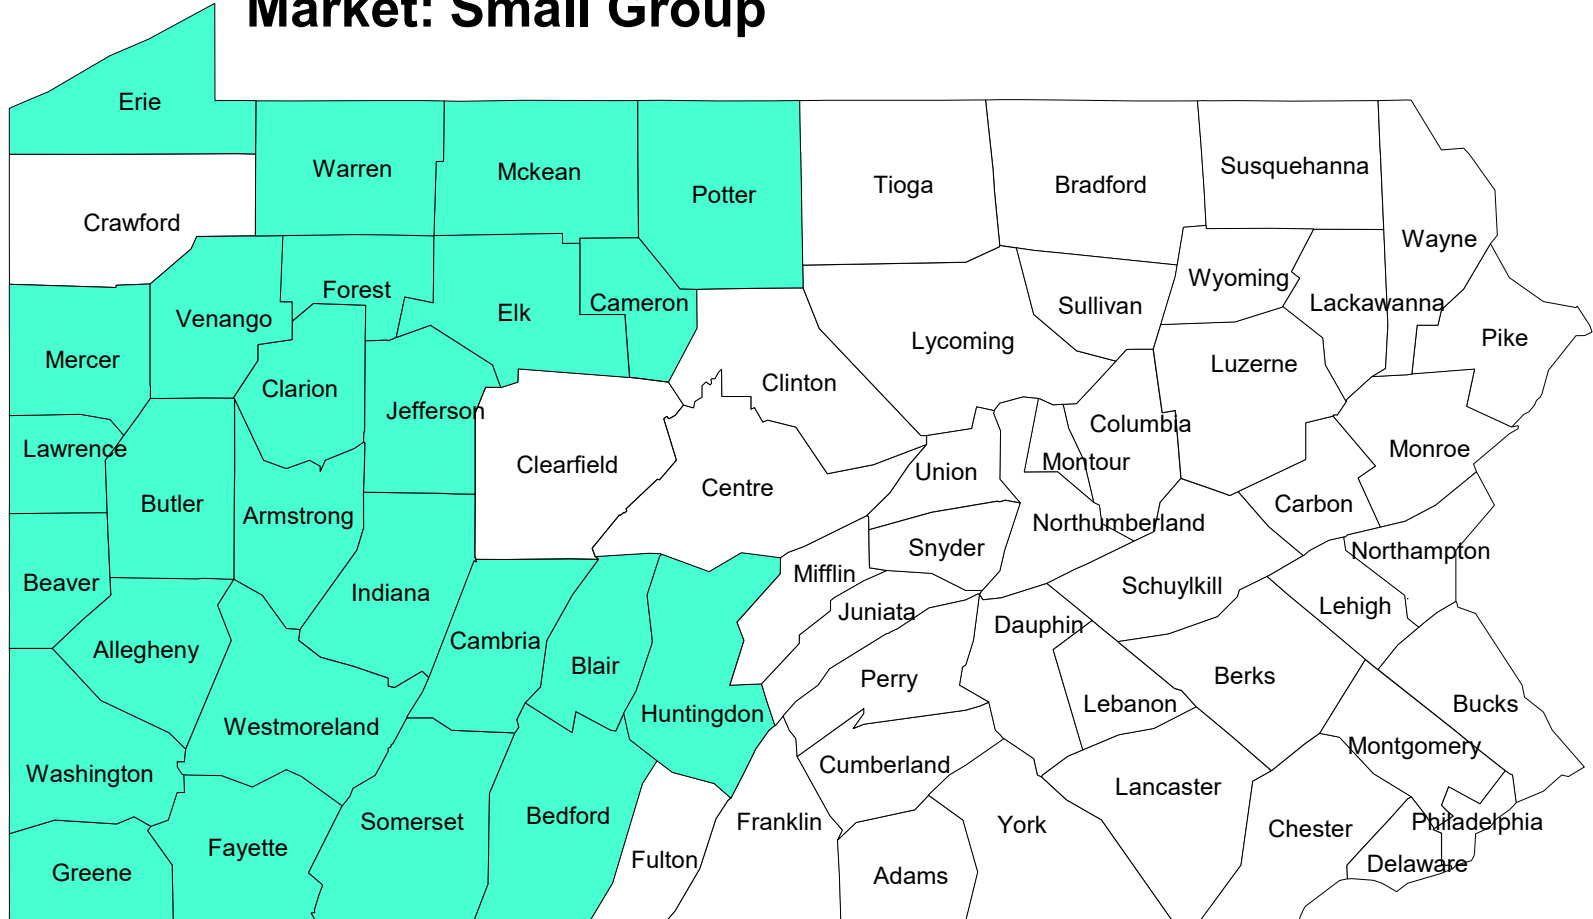 Market: Small Group
Erie
Warren
Mckean
Potter
Tioga
Bradford
Susquehanna
Crawford
Wayne
Forest
Venango
Elk
Cameron
Wyoming
Sullivan
Lackawanna
Mercer
Lycoming
Pike
Luzerne
Clarion
Clinton
Jefferson
Columbia
Lawrence
Monroe
Clearfield
Montour
Union
Centre
Butler
Armstrong
Carbon
Northumberland
Snyder
Northampton
Beaver
Mifflin
Indiana
Schuylkill
Lehigh
Juniata
Dauphin
Cambria
Allegheny
Blair
Perry
Berks
Huntingdon
Lebanon
Bucks
Westmoreland
Montgomery
Washington
Cumberland
Lancaster
Bedford
Somerset
Franklin
York
Chester
Philadelphia
Fayette
Fulton
Delaware
Greene
Adams